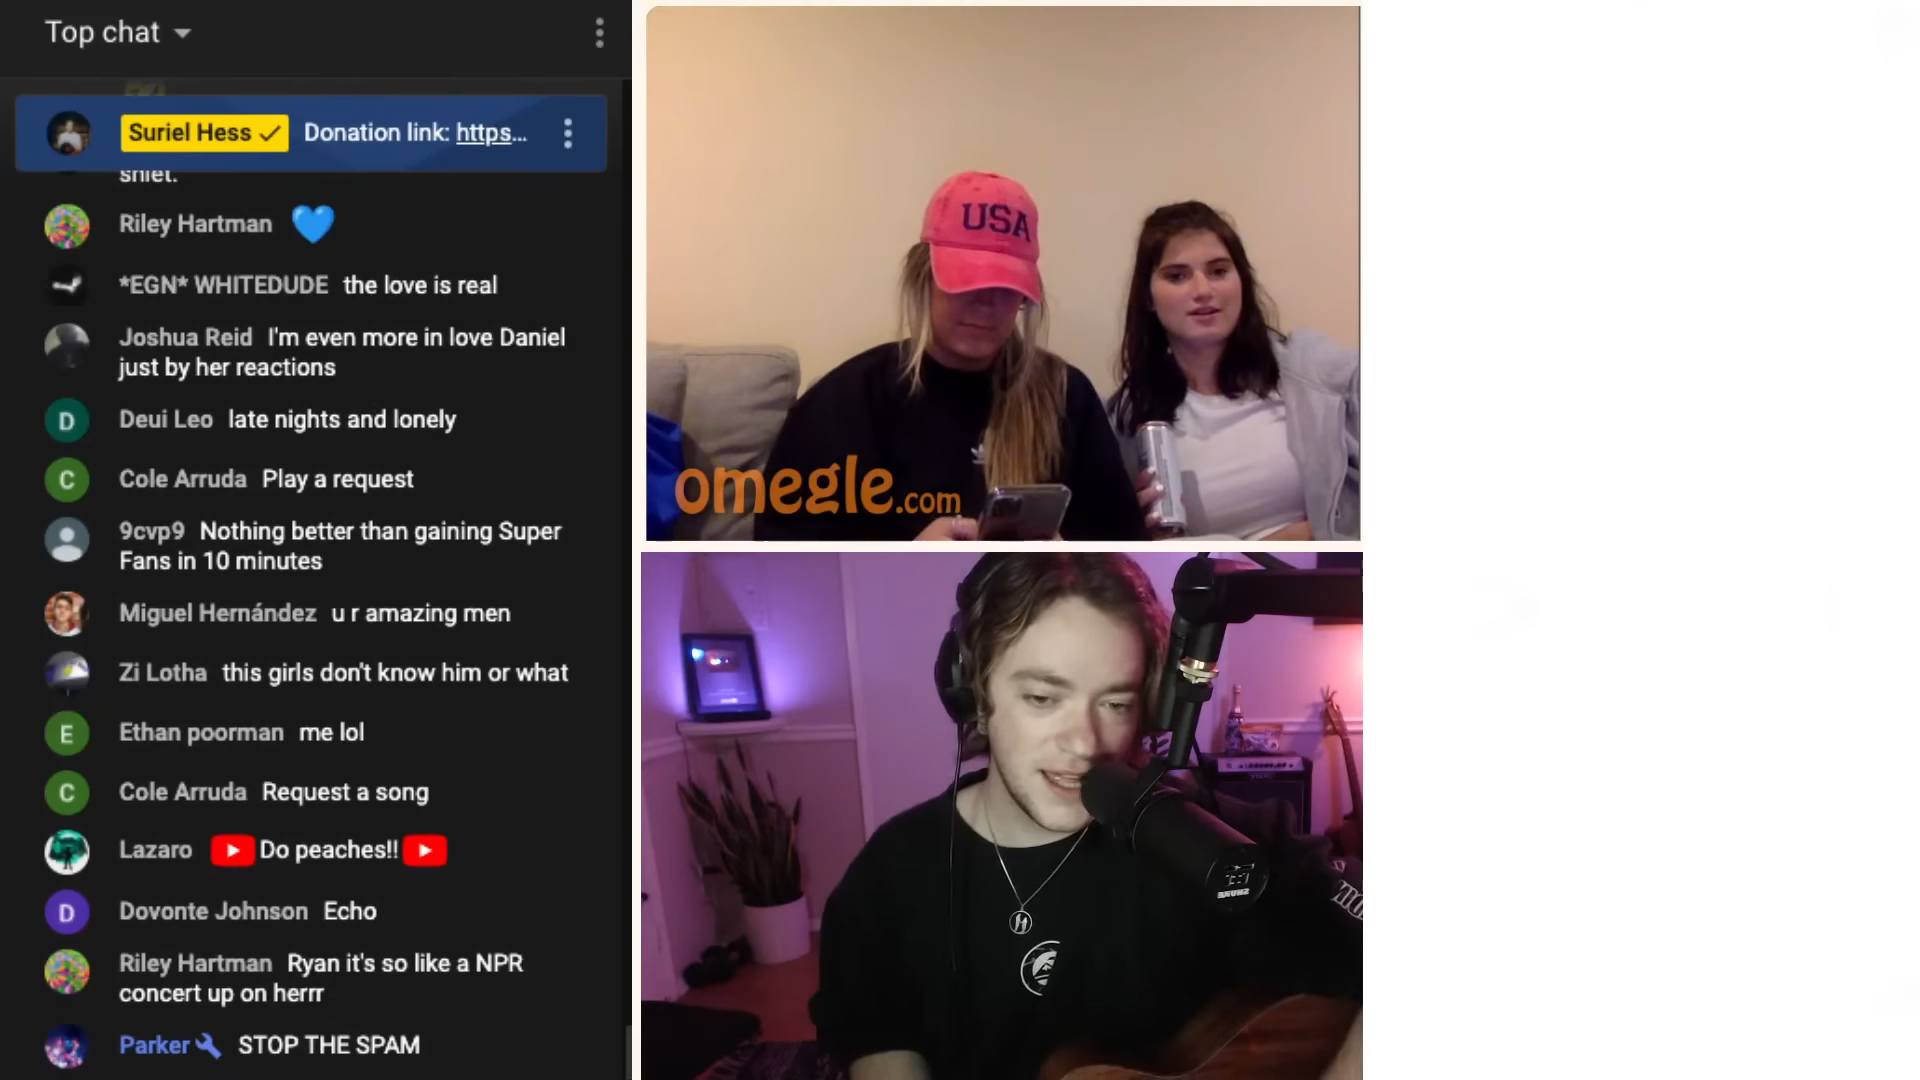 Top chat
Suriel Hess Donation link: https...
shiet.
Riley Hartman
*EGN* WHITEDUDE the love is real
Joshua Reid I'm even more in love Daniel
just by her reactions
D Deui Leo late nights and lonely
C Cole Arruda Play a request
9cvp9 Nothing better than gaining Super
Fans in 10 minutes
Miguel Hernández u r amazing men
Zi Lotha this girls don't know him or what
E Ethan poorman me lol
C Cole Arruda Request a song
Lazaro Do peaches!!
D Dovonte Johnson Echo
Riley Hartman Ryan it's so like a NPR
concert up on herrr
Parker STOP THE SPAM
USA
omegle.com
SHURE